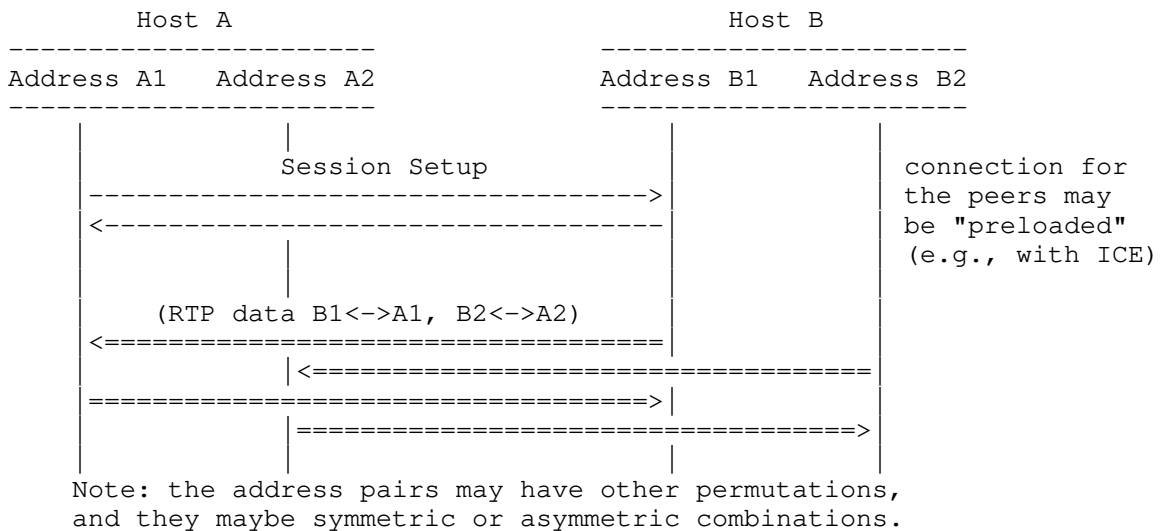 Host A Host B
Address A1 Address A2 Address B1 Address B2
Session Setup connection for
the peers may
be "preloaded"
(e.g., with ICE)
(RTP data B1<->A1, B2<->A2)
Note: the address pairs may have other permutations,
and they maybe symmetric or asymmetric combinations.